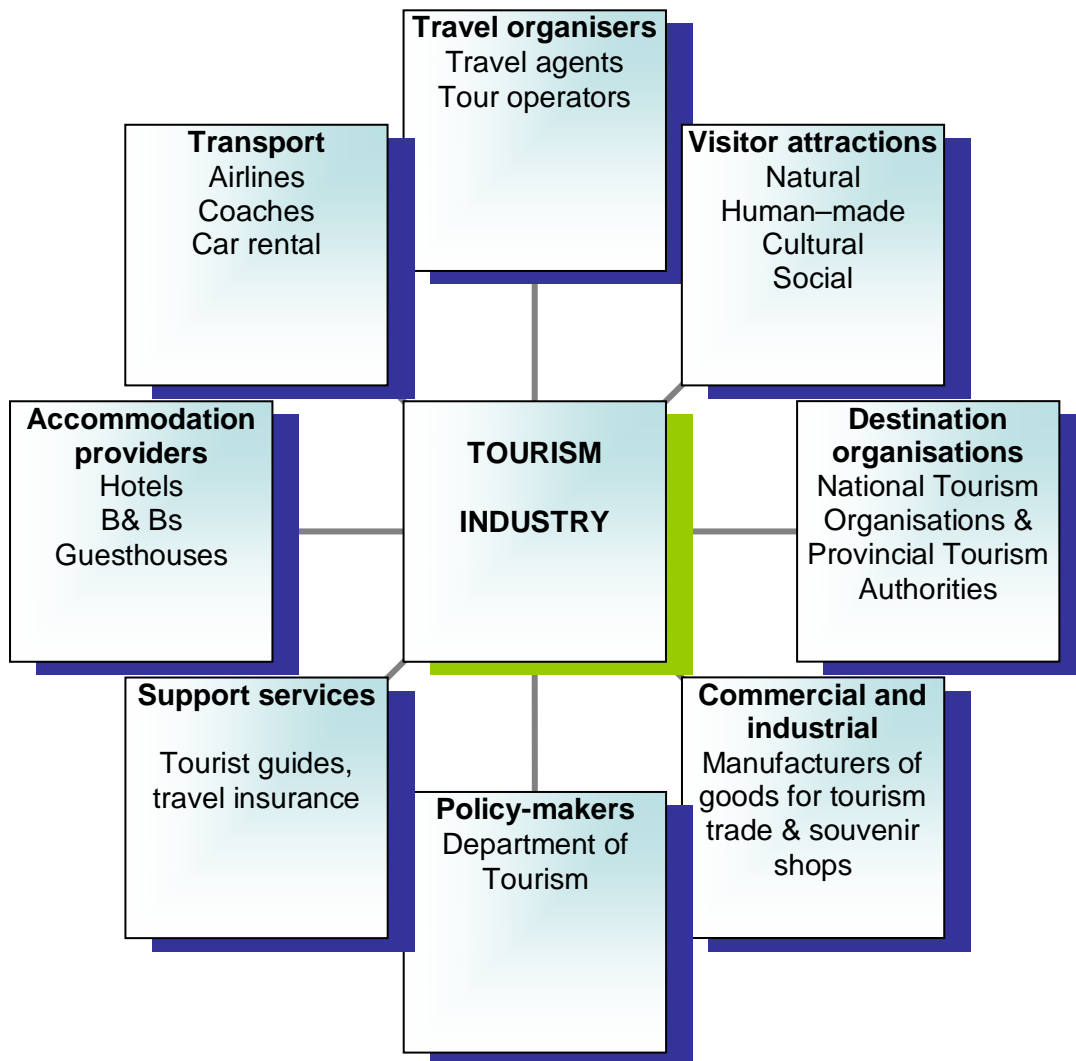 Travel organisers
Travel agents
Tour operators
Transport
Airlines
Coaches
Car rental
Visitor attractions
Natural
Human–made
Cultural
Social
Accommodation
providers
Hotels
B& Bs
Guesthouses
TOURISM
INDUSTRY
Destination
organisations
National Tourism
Organisations &
Provincial Tourism
Authorities
Support services
Tourist guides,
travel insurance
Policy-makers
Department of
Tourism
Commercial and
industrial
Manufacturers of
goods for tourism
trade & souvenir
shops